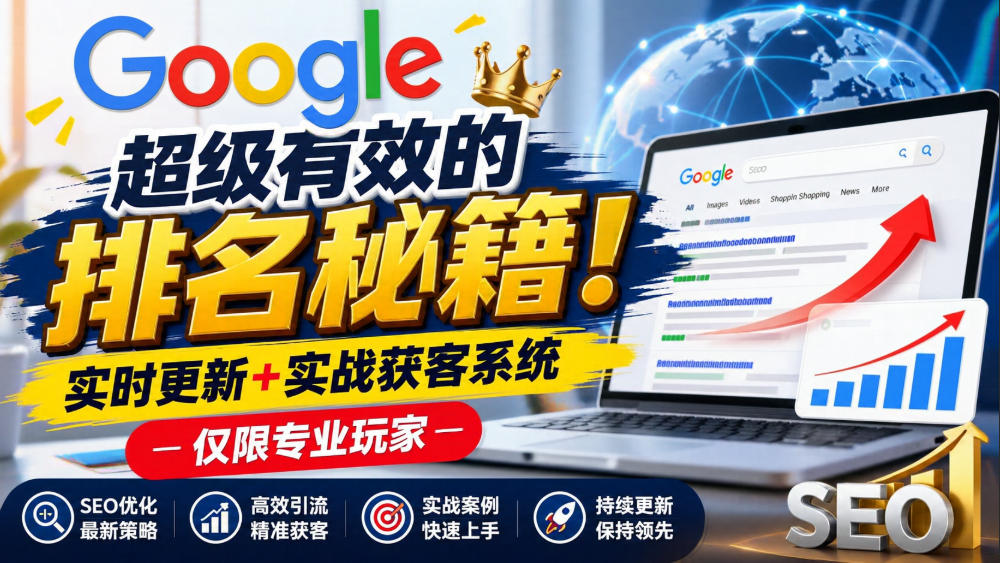 Google
超级有效的
排名秘籍！
实时更新+实战获客系统
— 仅限专业玩家 —
Google
Seoo
All Images Videos Shoppin Shopping News More
SEO优化
最新策略
高效引流
精准获客
实战案例
快速上手
持续更新
保持领先
SEO